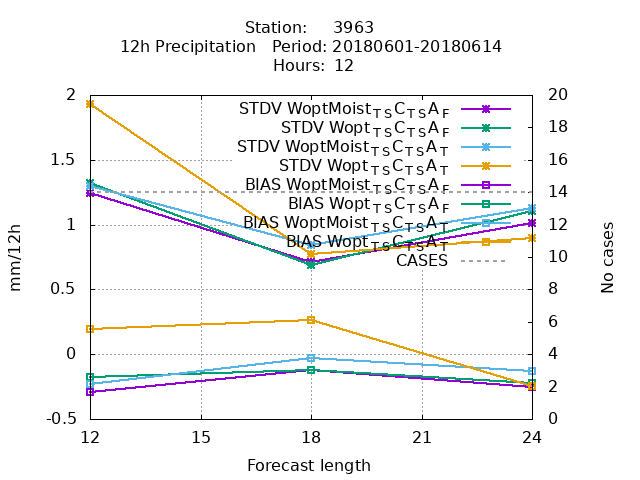 Station: 3963
12h Precipitation Period: 20180601-20180614
Hours: 12
2 20
STDV WoptMoist_TS C_TS A_F
18
STDV Wopt_TS C_TS A_F
STDV WoptMoist_TS C_TS A_T
1.5 16
STDV Wopt_TS C_TS A_T
BIAS WoptMoist_TS C_TS A_F
14
BIAS Wopt_TS C_TS A_F
1 BIAS WoptMoist_TS C_TS A_T 12
BIAS Wopt_TS C_TS A_T
CASES 10
mm/12h
No cases
0.5 8
6
0 4
2
-0.5 0
12 15 18 21 24
Forecast length